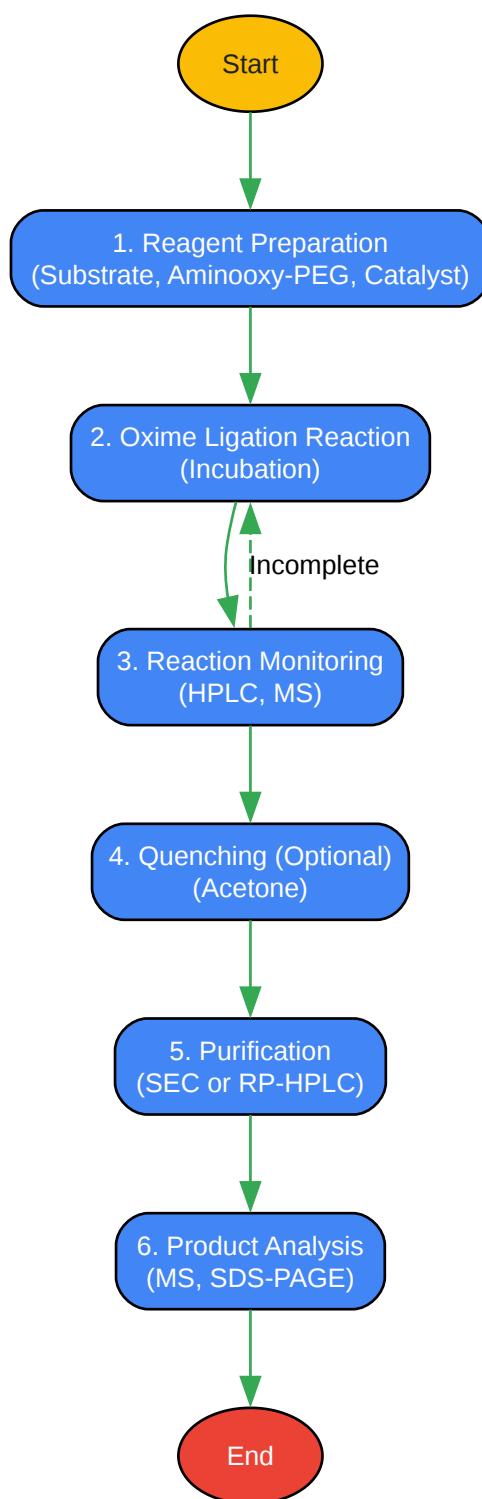 Start
1. Reagent Preparation
(Substrate, Aminooxy-PEG, Catalyst)
2. Oxime Ligation Reaction
(Incubation)
Incomplete
3. Reaction Monitoring
(HPLC, MS)
4. Quenching (Optional)
(Acetone)
5. Purification
(SEC or RP-HPLC)
6. Product Analysis
(MS, SDS-PAGE)
End